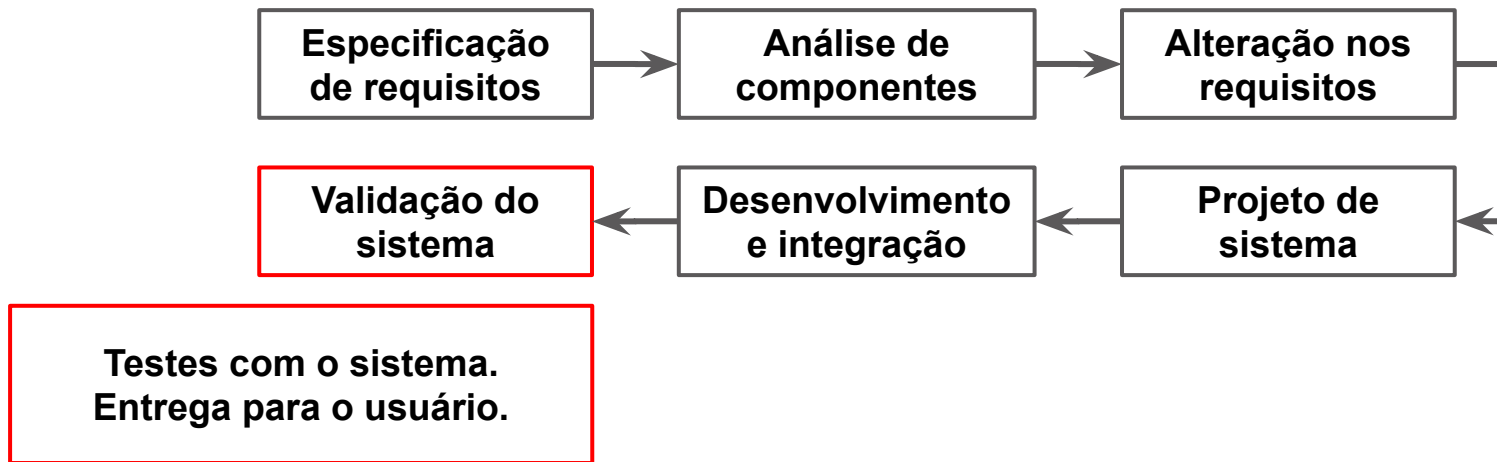 Especificação
de requisitos
Análise de
componentes
Alteração nos
requisitos
Validação do
sistema
Desenvolvimento
e integração
Projeto de
sistema
Testes com o sistema.
Entrega para o usuário.